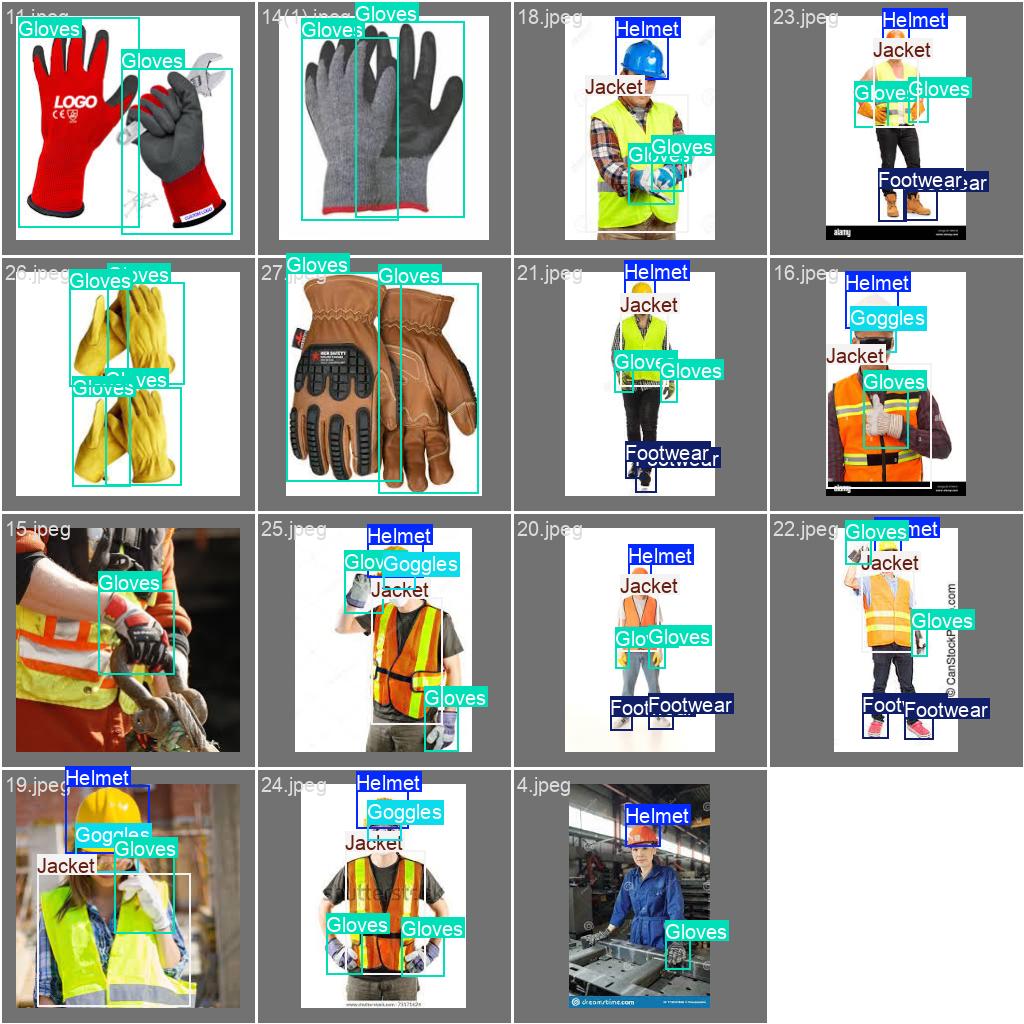 11.jpeg
Gloves
Gloves
LOGO
CE
14(1).jpeg
Gloves
Gloves
18.jpeg
Helmet
Jacket
Gloves
Gloves
23.jpeg
Helmet
Jacket
Gloves
Gloves
Footwear
Footwear
alamy
26.jpeg
Gloves
Gloves
Gloves
Gloves
27.jpeg
Gloves
Gloves
21.jpeg
Helmet
Jacket
Gloves
Gloves
Footwear
Footwear
16.jpeg
Helmet
Goggles
Jacket
Gloves
alamy
15.jpeg
Gloves
25.jpeg
Helmet
Gloves
Goggles
Jacket
Gloves
20.jpeg
Helmet
Jacket
Gloves
Gloves
Footwear
Footwear
22.jpeg
Gloves
Helmet
Jacket
Gloves
Footwear
Footwear
19.jpeg
Helmet
Goggles
Gloves
Jacket
24.jpeg
Helmet
Goggles
Jacket
Gloves
Gloves
4.jpeg
Helmet
Gloves
dreamstime.com